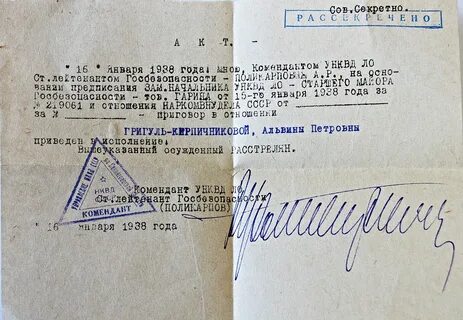 Сов.Секретно.
РАССЕКРЕЧЕНО
А К Т.-
"16" января 1938 года! мною, Комендантом УНКВД ЛО
Ст.лейтенантом Госбезопасности - ПОЛИКАРПОВЫМ А.Р. на осно-
вании предписания ЗАМ.НАЧАЛЬНИКА УНКВД ЛО - СТАРШЕГО МАЙОРА
Госбезопасности - тов. ГАРИНА от 15-го января 1938 года за
№ 219061 и отношения НАРКОМВНУДЕЛА СССР от
за № - приговор в отношении
ГРИГУЛЬ-КИРПИЧНИКОВОЙ, Альвины Петровны
приведен в исполнение.
Вышеуказанный осужденный РАССТРЕЛЯН.
Комендант УНКВД ЛО
Ст.лейтенант Госбезопасности
(ПОЛИКАРПОВ)
НКВД
КОМЕНДАНТ
"16" января 1938 года